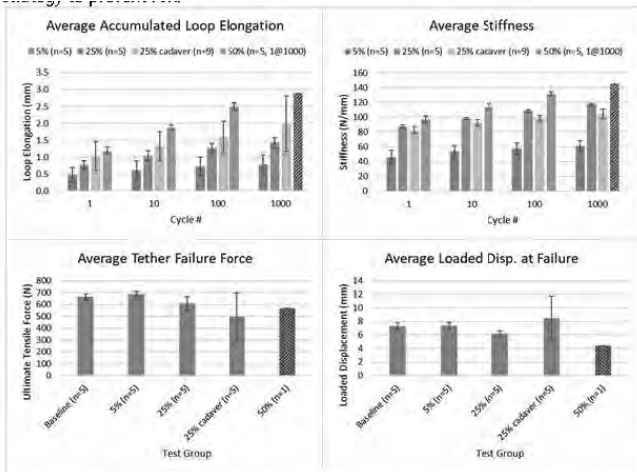 strategy to prevent
Average Accumulated Loop Elongation
5% (n=5) 25% (n=5) 25% cadaver (n=9) 50% (n=5, 1@1000)
Loop Elongation (mm)
3.5
3.0
2.5
2.0
1.5
1.0
0.5
0.0
1 10 100 1000
Cycle #
Average Stiffness
5% (n=5) 25% (n=5) 25% cadaver (n=9) 50% (n=5, 1@1000)
Stiffness (N/mm)
160
140
120
100
80
60
40
20
0
1 10 100 1000
Cycle #
Average Tether Failure Force
Ultimate Tensile Force (N)
800
700
600
500
400
300
200
100
0
Baseline (n=5) 5% (n=5) 25% (n=5) 25% cadaver (n=5) 50% (n=1)
Test Group
Average Loaded Disp. at Failure
Loaded Displacement (mm)
14
12
10
8
6
4
2
0
Baseline (n=5) 5% (n=5) 25% (n=5) 25% cadaver (n=5) 50% (n=1)
Test Group